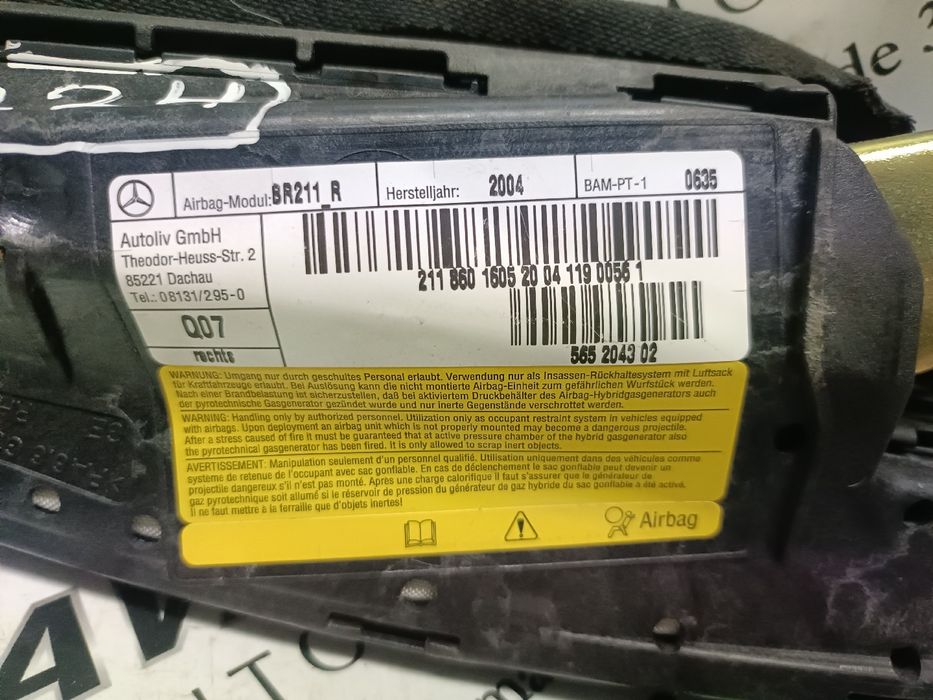 Airbag-Modul: BR211_R
Herstelljahr: 2004
BAM-PT-1 0635
Autoliv GmbH
Theodor-Heuss-Str. 2
85221 Dachau
Tel.: 08131/295-0
Q07
rechts
211 860 1605 20 04 119 0056 1
565 2043 02
WARNUNG: Umgang nur durch geschultes Personal erlaubt. Verwendung nur als Insassen-Rückhaltesystem mit Luftsack
für Kraftfahrzeuge erlaubt. Bei Auslösung kann die nicht montierte Airbag-Einheit zum gefährlichen Wurfstück werden.
Nach einer Brandbelastung ist sicherzustellen, daß bei aktivertem Druckbehälter des Airbag-Hybridgasgenerators auch
der pyrotechnische Gasgenerator gezündet wurde und nur inerte Gegenstände verschrottet werden.
WARNING: Handling only by authorized personnel. Utilization only as occupant restraint system in vehicles equipped
with airbags. Upon deployment an airbag unit which is not properly mounted may become a dangerous projectile.
After a stress caused of fire it must be guaranteed that at active pressure chamber of the hybrid gasgenerator also
the pyrotechnical gasgenerator has been fired. It is only allowed to scrap inert objects.
AVERTISSEMENT: Manipulation seulement d'un personnel qualifié. Utilisation uniquement dans des véhicules comme
système de retenue de l'occupant avec sac gonflable. En cas de déclenchement le sac gonflable peut devenir un
projectile dangereux s'il n'est pas monté. Après une charge calorifique il faut s'assurer que le générateur de
gaz pyrotechnique soit allumé si le réservoir de pression du générateur de gaz hybride du sac gonflable a été activé.
Il ne faut mettre à la ferraille que d'objets inertes!
Airbag
de